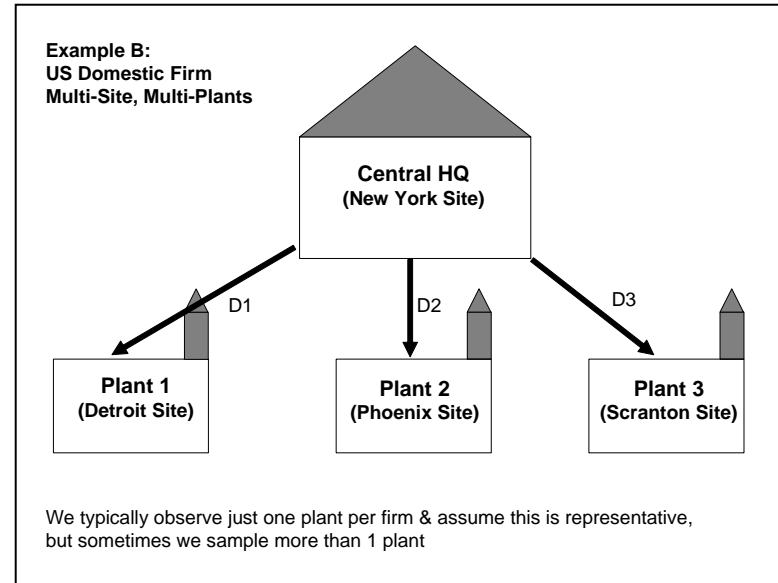 Example B:
US Domestic Firm
Multi-Site, Multi-Plants
Central HQ
(New York Site)
D1
D2
D3
Plant 1
(Detroit Site)
Plant 2
(Phoenix Site)
Plant 3
(Scranton Site)
We typically observe just one plant per firm & assume this is representative,
but sometimes we sample more than 1 plant